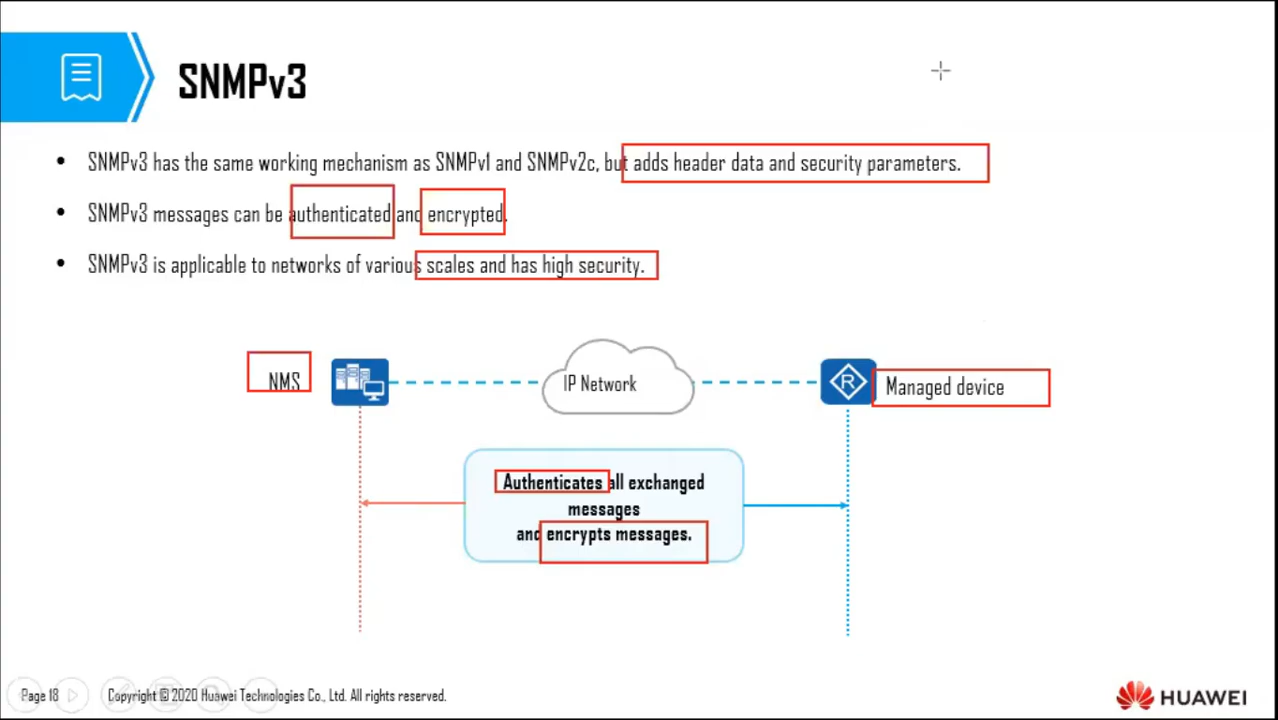 SNMPv3
• SNMPv3 has the same working mechanism as SNMPv1 and SNMPv2c, but adds header data and security parameters.
• SNMPv3 messages can be authenticated and encrypted.
• SNMPv3 is applicable to networks of various scales and has high security.
NMS
IP Network
R
Managed device
Authenticates all exchanged
messages
and encrypts messages.
Page 18
Copyright © 2020 Huawei Technologies Co., Ltd. All rights reserved.
HUAWEI